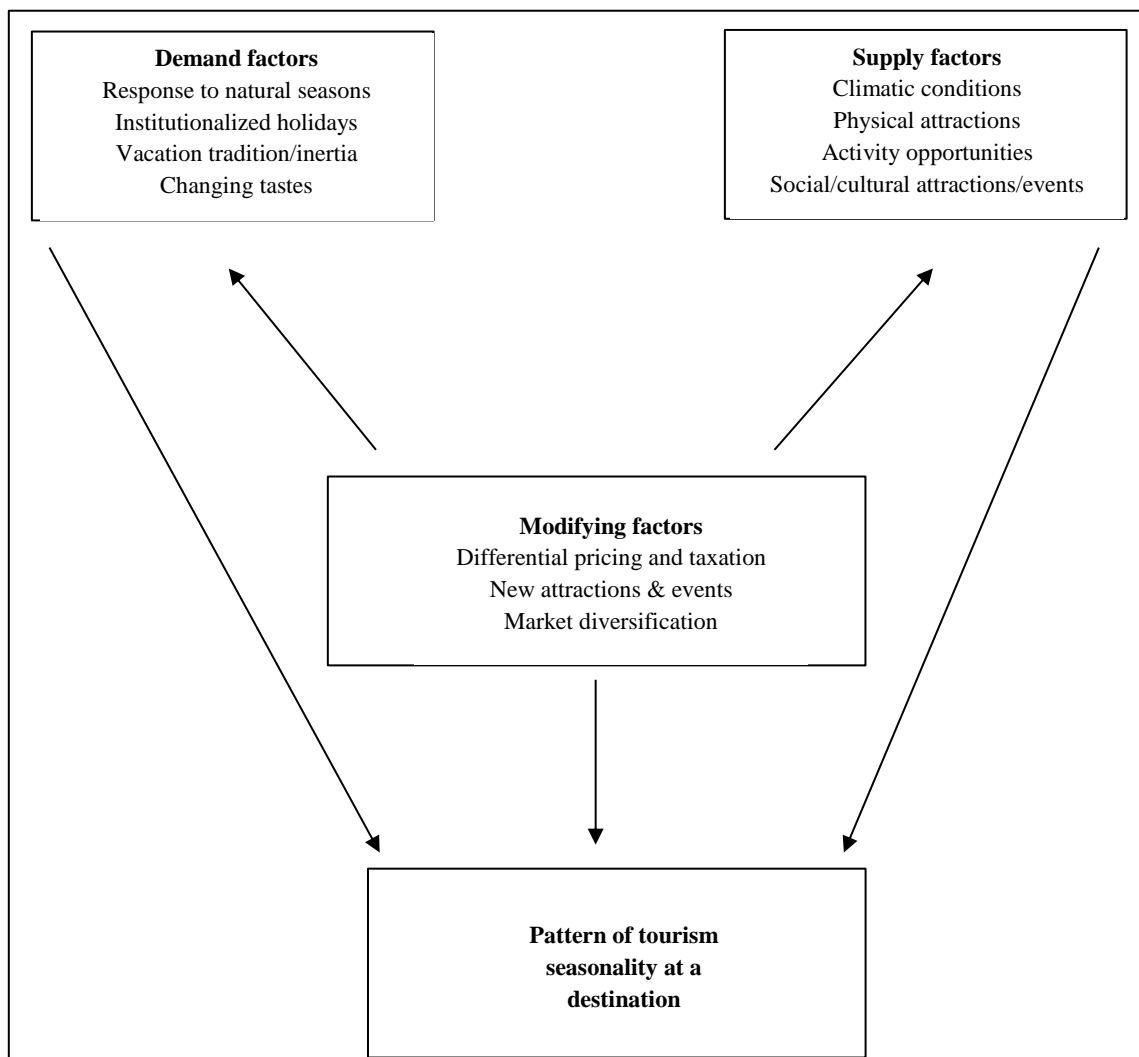 Demand factors
Response to natural seasons
Institutionalized holidays
Vacation tradition/inertia
Changing tastes
Supply factors
Climatic conditions
Physical attractions
Activity opportunities
Social/cultural attractions/events
Modifying factors
Differential pricing and taxation
New attractions & events
Market diversification
Pattern of tourism
seasonality at a
destination